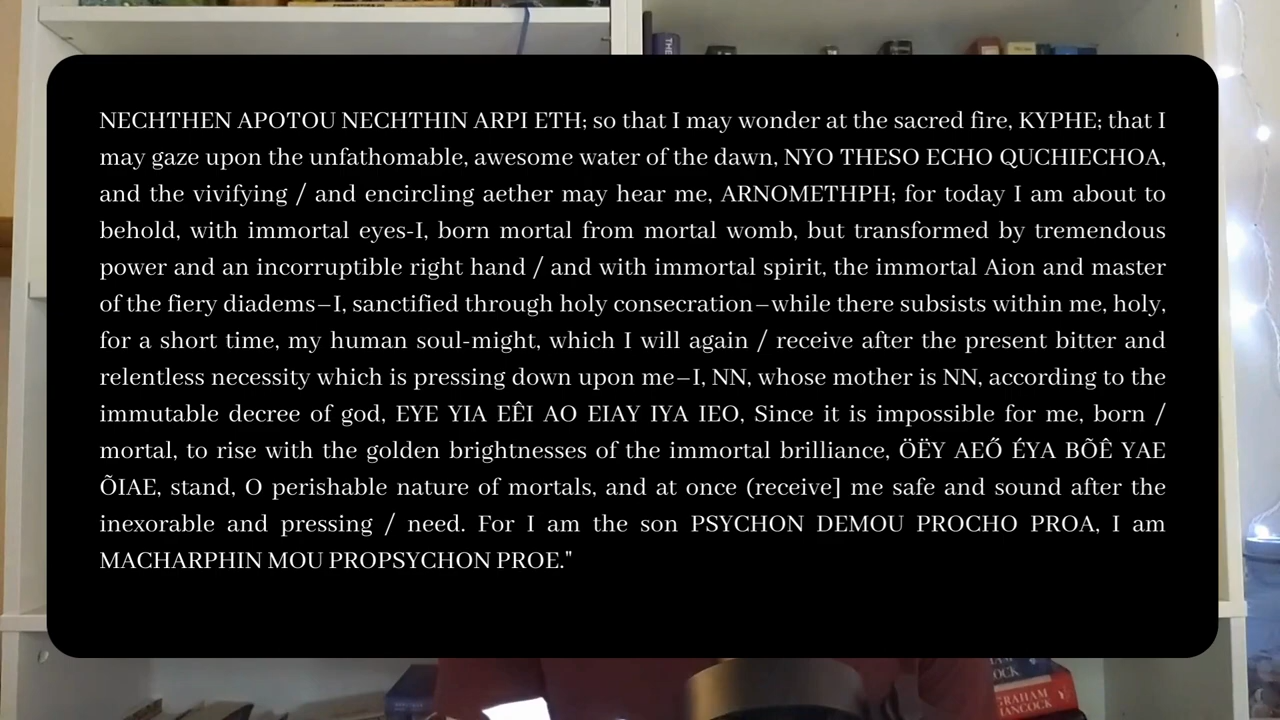 NECHTHEN APOTOU NECHTHIN ARPI ETH; so that I may wonder at the sacred fire, KYPHE; that I
may gaze upon the unfathomable, awesome water of the dawn, NYO THESO ECHO QUCHIECHOA,
and the vivifying / and encircling aether may hear me, ARNOMETHPH; for today I am about to
behold, with immortal eyes-I, born mortal from mortal womb, but transformed by tremendous
power and an incorruptible right hand / and with immortal spirit, the immortal Aion and master
of the fiery diadems–I, sanctified through holy consecration–while there subsists within me, holy,
for a short time, my human soul-might, which I will again / receive after the present bitter and
relentless necessity which is pressing down upon me–I, NN, whose mother is NN, according to the
immutable decree of god, EYE YIA EÊI AO EIAY IYA IEO, Since it is impossible for me, born /
mortal, to rise with the golden brightnesses of the immortal brilliance, ÖËY AEŐ ÉYA BÕÊ YAE
ÕIAE, stand, O perishable nature of mortals, and at once (receive] me safe and sound after the
inexorable and pressing / need. For I am the son PSYCHON DEMOU PROCHO PROA, I am
MACHARPHIN MOU PROPSYCHON PROE."
GRAHAM
HANCOCK